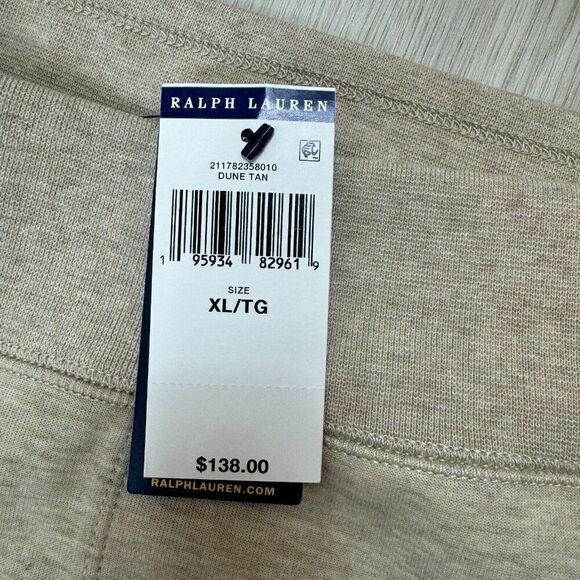 RALPH LAUREN
211782358010
DUNE TAN
1 95934 82961 9
SIZE
XL/TG
$138.00
RALPHLAUREN.COM